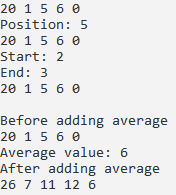 20 1 5 6 0
Position: 5
20 1 5 6 0
Start: 2
End: 3
20 1 5 6 0

Before adding average
20 1 5 6 0
Average value: 6
After adding average
26 7 11 12 6